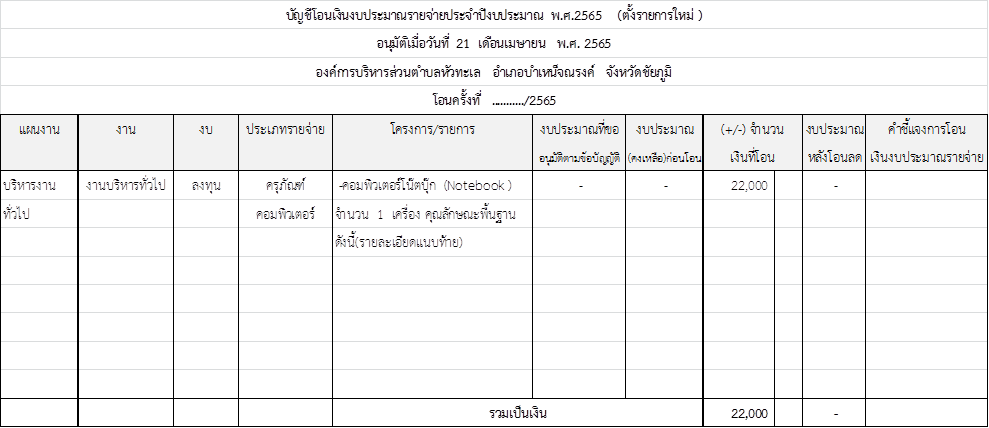 บัญชีโอนเงินงบประมาณรายจ่ายประจำปีงบประมาณ พ.ศ.2565 (ตั้งรายการใหม่ )
อนุมัติเมื่อวันที่ 21 เดือนเมษายน พ.ศ. 2565
องค์การบริหารส่วนตำบลหัวทะเล อำเภอบำเหน็จณรงค์ จังหวัดชัยภูมิ
โอนครั้งที่ .........../2565
แผนงาน งาน งบ ประเภทรายจ่าย โครงการ/รายการ งบประมาณที่ขอ งบประมาณ (+/-) จำนวน งบประมาณ คำชี้แจงการโอน
อนุมัติตามข้อบัญญัติ (คงเหลือ)ก่อนโอน เงินที่โอน หลังโอนลด เงินงบประมาณรายจ่าย
บริหารงาน งานบริหารทั่วไป ลงทุน ครุภัณฑ์ -คอมพิวเตอร์โน๊ตบุ๊ก (Notebook ) - - 22,000 -
ทั่วไป คอมพิวเตอร์ จำนวน 1 เครื่อง คุณลักษณะพื้นฐาน
ดังนี้(รายละเอียดแนบท้าย)
รวมเป็นเงิน 22,000 -